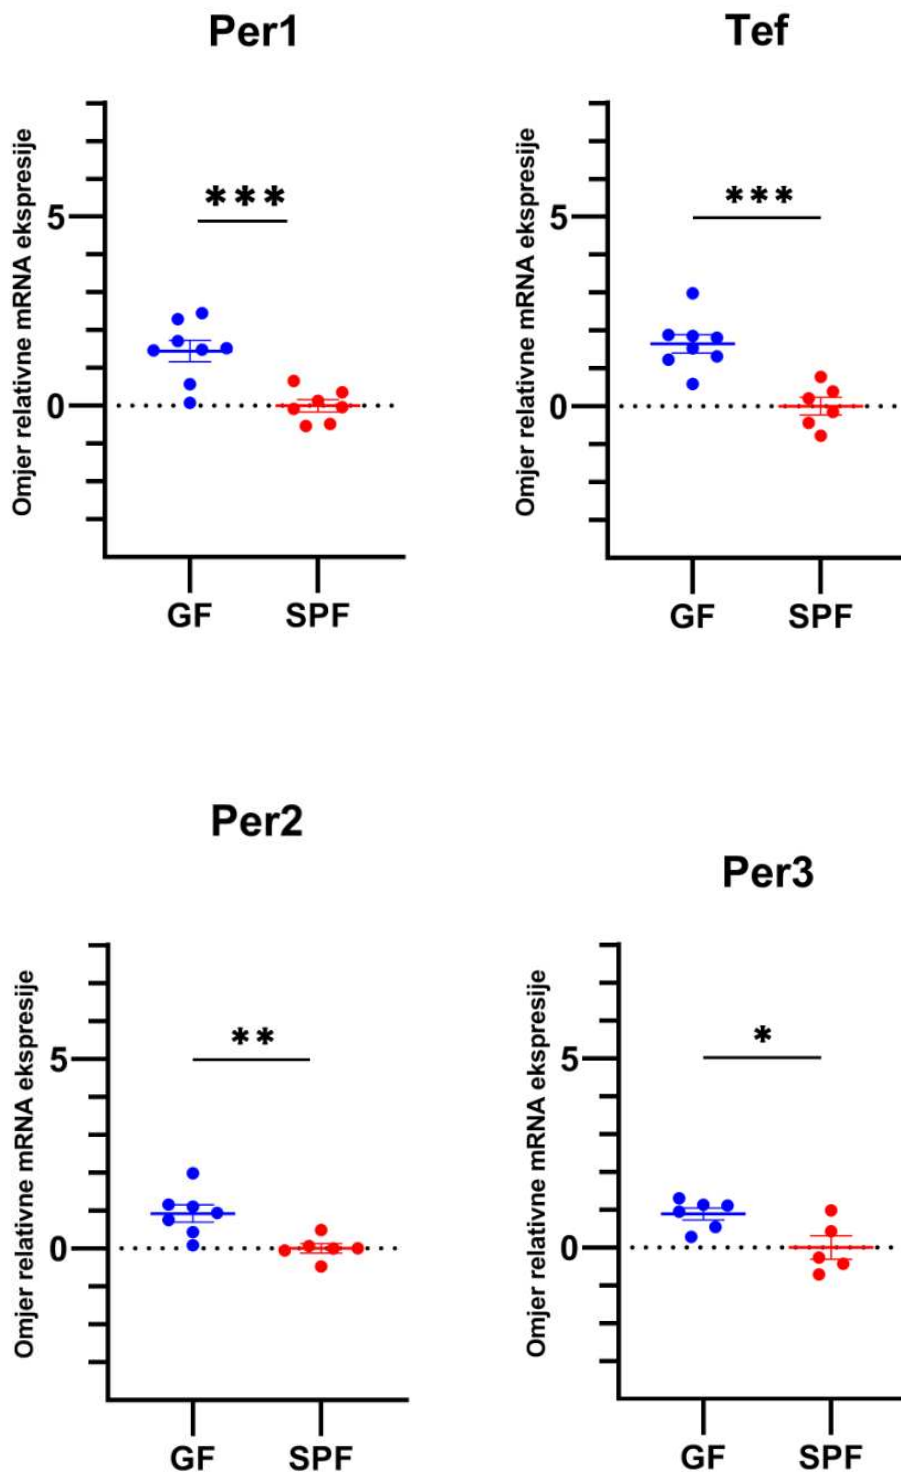 Per1
Omjer relativne mRNA ekspresije
***
5
0
GF SPF
Tef
Omjer relativne mRNA ekspresije
***
5
0
GF SPF
Per2
Omjer relativne mRNA ekspresije
**
5
0
GF SPF
Per3
Omjer relativne mRNA ekspresije
*
5
0
GF SPF